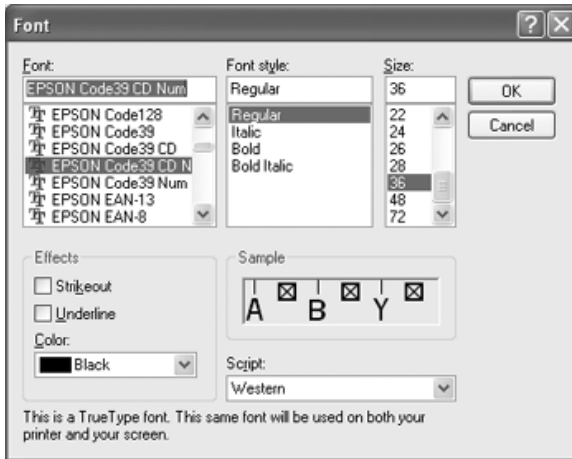 Font
Font:
Font style:
Size:
EPSON Code39 CD Num
Regular
36
OK
Cancel
EPSON Code128
EPSON Code39
EPSON Code39 CD
EPSON Code39 CD N
EPSON Code39 Num
EPSON EAN-13
EPSON EAN-8
Regular
Italic
Bold
Bold Italic
22
24
26
28
36
48
72
Effects
Strikeout
Underline
Color:
Black
Sample
A B Y
Script:
Western
This is a TrueType font. This same font will be used on both your
printer and your screen.